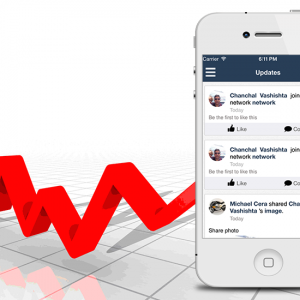 Carrier 6:11 PM
Updates
Chanchal Vashishta join
network network
Today
Be the first to like this
Like Co
Chanchal Vashishta join
network network
Today
Be the first to like this
Like Co
Michael Cera shared Cha
Vashishta 's image.
Today
Share photo